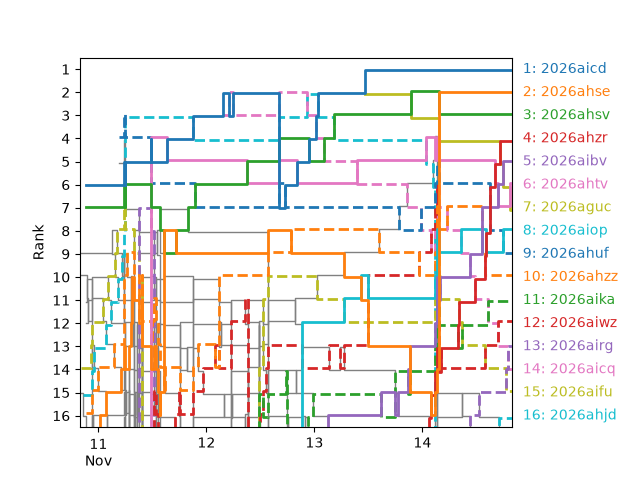 1 1: 2026aicd
2 2: 2026ahse
3 3: 2026ahsv
4 4: 2026ahzr
5 5: 2026aibv
6 6: 2026ahtv
7 7: 2026aguc
8 8: 2026aiop
9 9: 2026ahuf
10 10: 2026ahzz
11 11: 2026aika
12 12: 2026aiwz
13 13: 2026airg
14 14: 2026aicq
15 15: 2026aifu
16 16: 2026ahjd
Rank
11 12 13 14
Nov